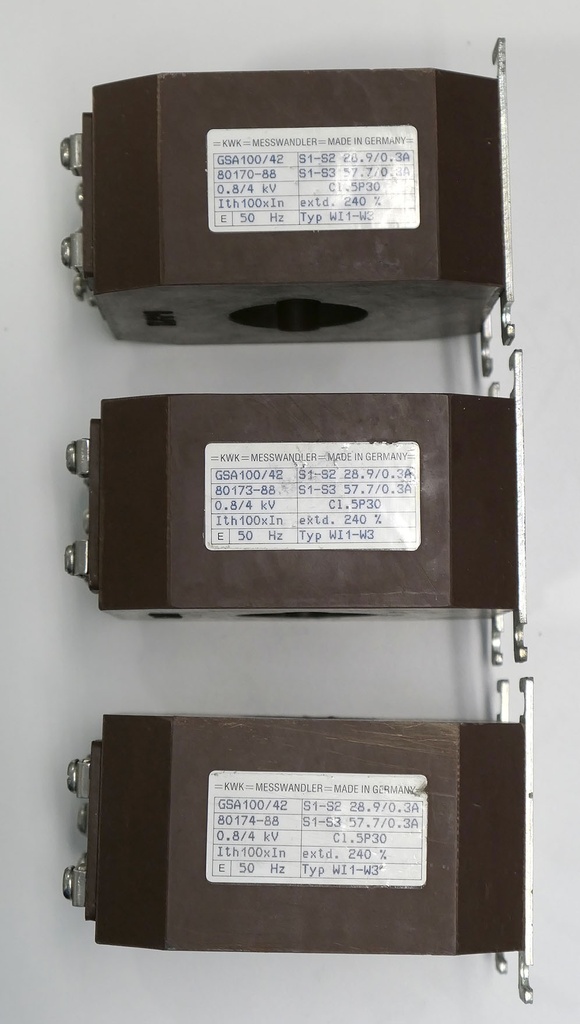 =KWK=MESSWANDLER=MADE IN GERMANY=
GSA100/42 S1-S2 28.9/0.3A
80170-88 S1-S3 57.7/0.3A
0.8/4 kV Cl.5P30
Ith100xIn extd. 240 %
E 50 Hz Typ WI1-W3
=KWK=MESSWANDLER=MADE IN GERMANY=
GSA100/42 S1-S2 28.9/0.3A
80173-88 S1-S3 57.7/0.3A
0.8/4 kV Cl.5P30
Ith100xIn extd. 240 %
E 50 Hz Typ WI1-W3
=KWK=MESSWANDLER=MADE IN GERMANY
GSA100/42 S1-S2 28.9/0.3A
80174-88 S1-S3 57.7/0.3A
0.8/4 kV Cl.5P30
Ith100xIn extd. 240 %
E 50 Hz Typ WI1-W3